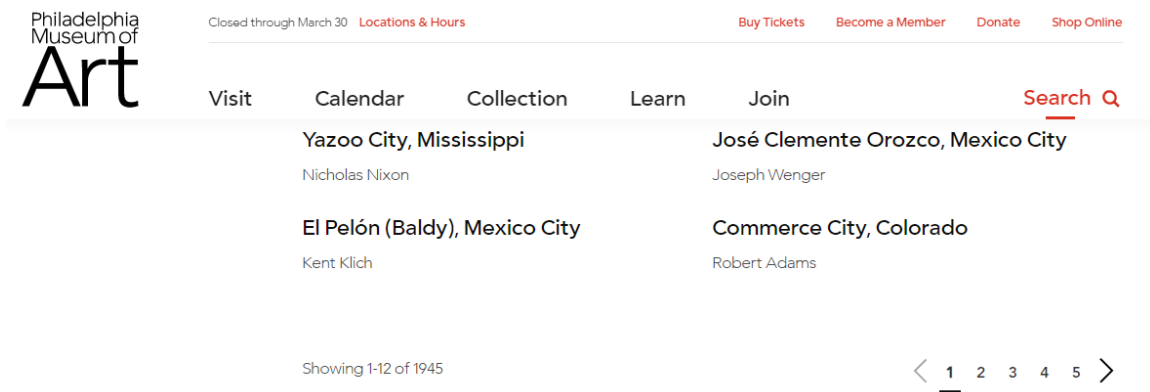 Philadelphia
Museum of
Art
Closed through March 30 Locations & Hours
Buy Tickets Become a Member Donate Shop Online
Visit Calendar Collection Learn Join Search
Yazoo City, Mississippi
Nicholas Nixon
José Clemente Orozco, Mexico City
Joseph Wenger
El Pelón (Baldy), Mexico City
Kent Klich
Commerce City, Colorado
Robert Adams
Showing 1-12 of 1945
1 2 3 4 5